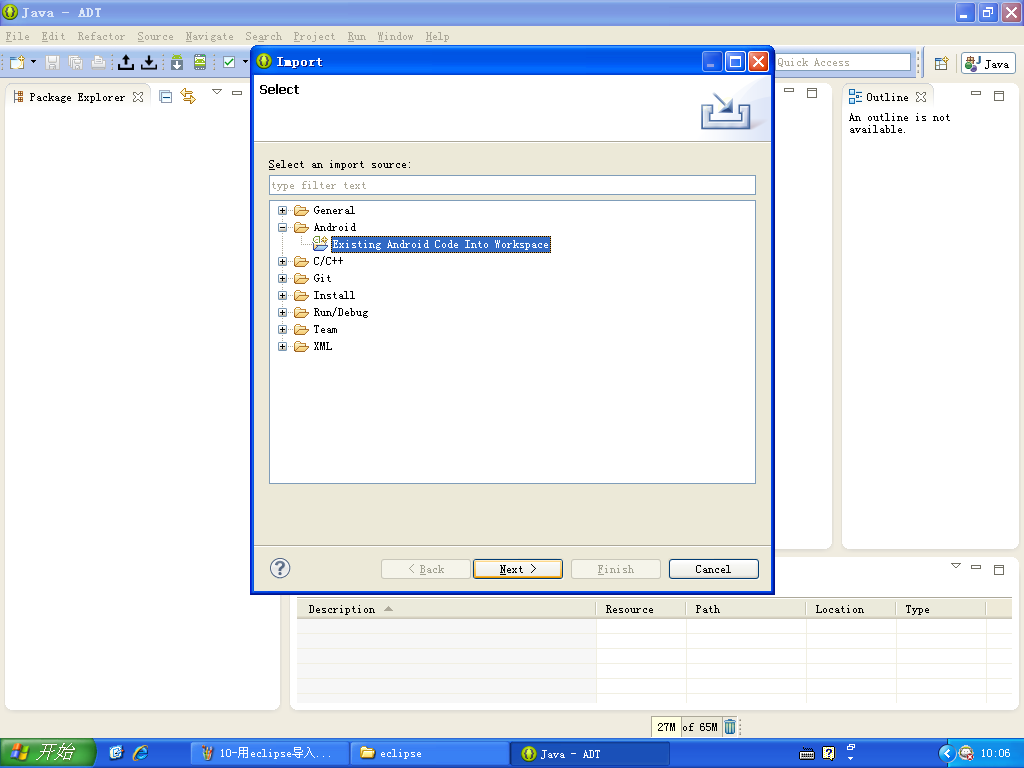 Java - ADT
File Edit Refactor Source Navigate Search Project Run Window Help
Quick Access
Java
Package Explorer
Import
Select
Select an import source:
type filter text
General
Android
Existing Android Code Into Workspace
C/C++
Git
Install
Run/Debug
Team
XML
< Back
Next >
Finish
Cancel
Outline
An outline is not
available.
Description Resource Path Location Type
27M of 65M
开始
10-用eclipse导入...
eclipse
Java - ADT
10:06